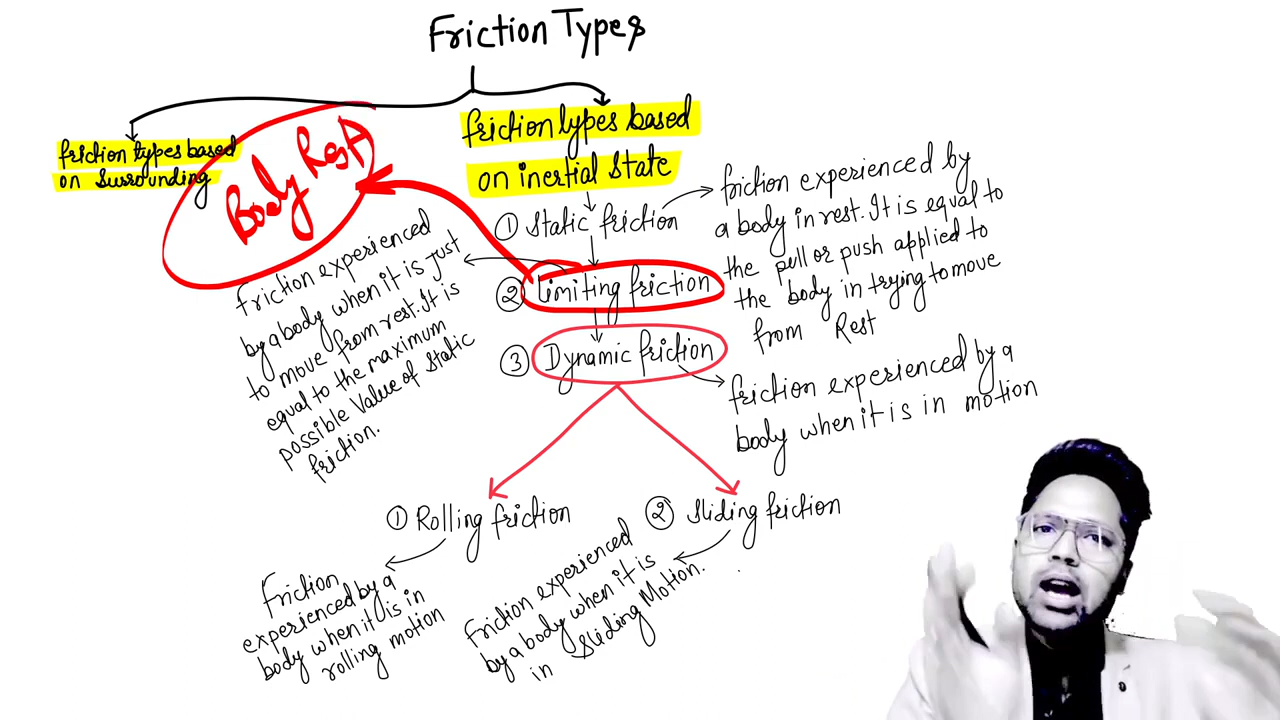 Friction Types
friction types based
on Surrounding
friction types based
on inertial State
Body Rest
① Static friction
friction experienced by
a body in rest. It is equal to
the pull or push applied to
the body in trying to move
from Rest
② Limiting friction
Friction experienced
by a body when it is just
to move from rest. It is
equal to the maximum
possible Value of Static
friction.
③ Dynamic friction
friction experienced by a
body when it is in motion
① Rolling friction
Friction
experienced by a
body when it is in
rolling motion
② Sliding friction
Friction experienced
by a body when it is
in Sliding Motion.